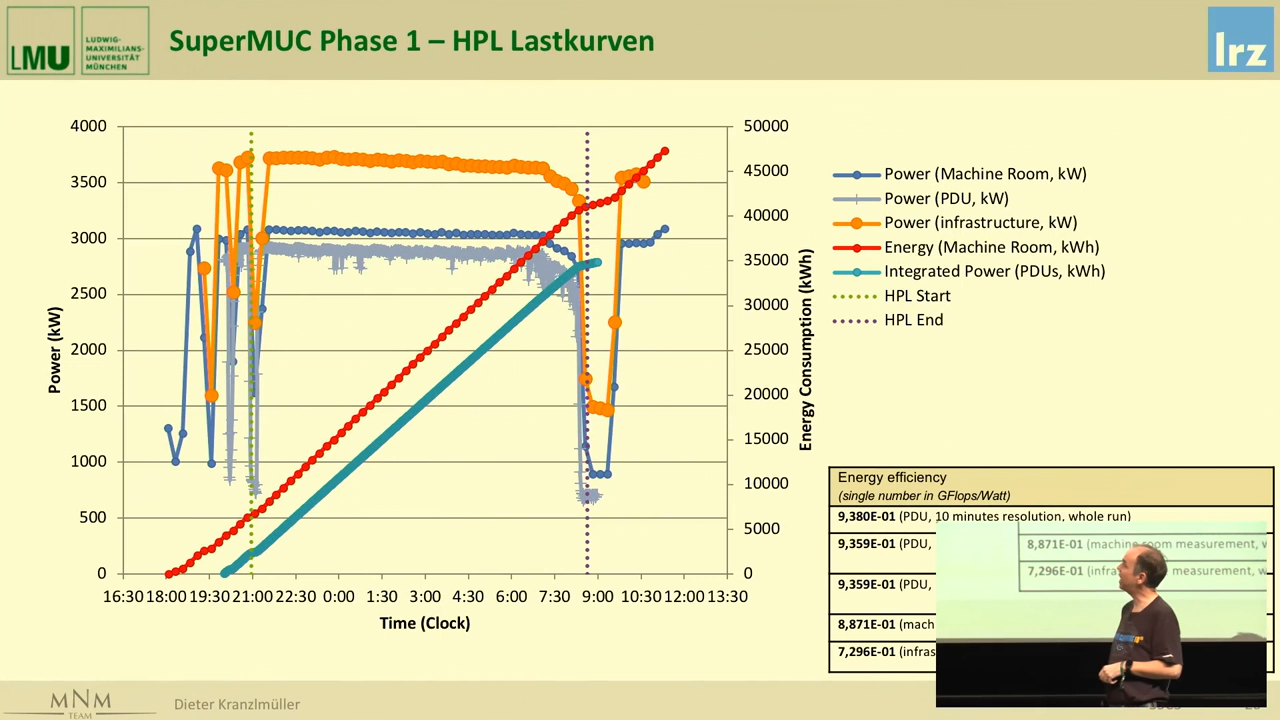 LMU
LUDWIG-
MAXIMILIANS-
UNIVERSITÄT
MÜNCHEN
SuperMUC Phase 1 – HPL Lastkurven
lrz
4000
3500
3000
2500
2000
1500
1000
500
0
Power (kW)
50000
45000
40000
35000
30000
25000
20000
15000
10000
5000
0
Energy Consumption (kWh)
16:30 18:00 19:30 21:00 22:30 0:00 1:30 3:00 4:30 6:00 7:30 9:00 10:30 12:00 13:30
Time (Clock)
Power (Machine Room, kW)
Power (PDU, kW)
Power (infrastructure, kW)
Energy (Machine Room, kWh)
Integrated Power (PDUs, kWh)
HPL Start
HPL End
Energy efficiency
(single number in GFlops/Watt)
9,380E-01 (PDU, 10 minutes resolution, whole run)
9,359E-01 (PDU,
9,359E-01 (PDU,
8,871E-01 (mach
7,296E-01 (infras
8,871E-01 (machine room measurement, w
7,296E-01 (infra measurement, w
MNM
TEAM
Dieter Kranzlmüller